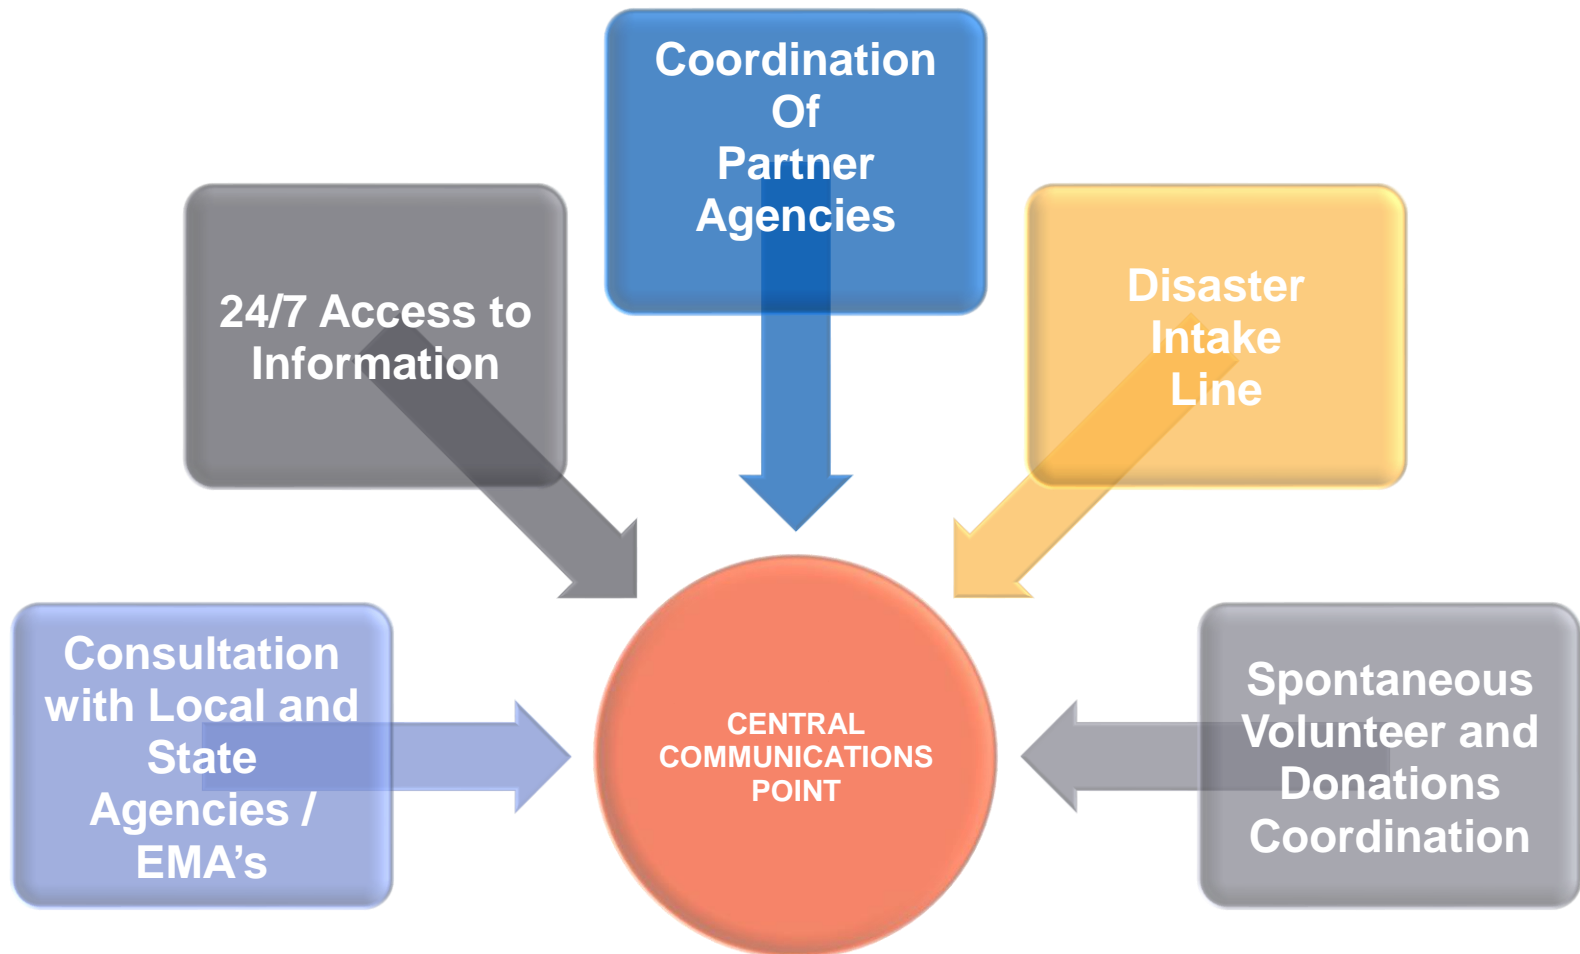 Coordination
Of
Partner
Agencies
24/7 Access to
Information
Disaster
Intake
Line
Consultation
with Local and
State
Agencies /
EMA’s
CENTRAL
COMMUNICATIONS
POINT
Spontaneous
Volunteer and
Donations
Coordination